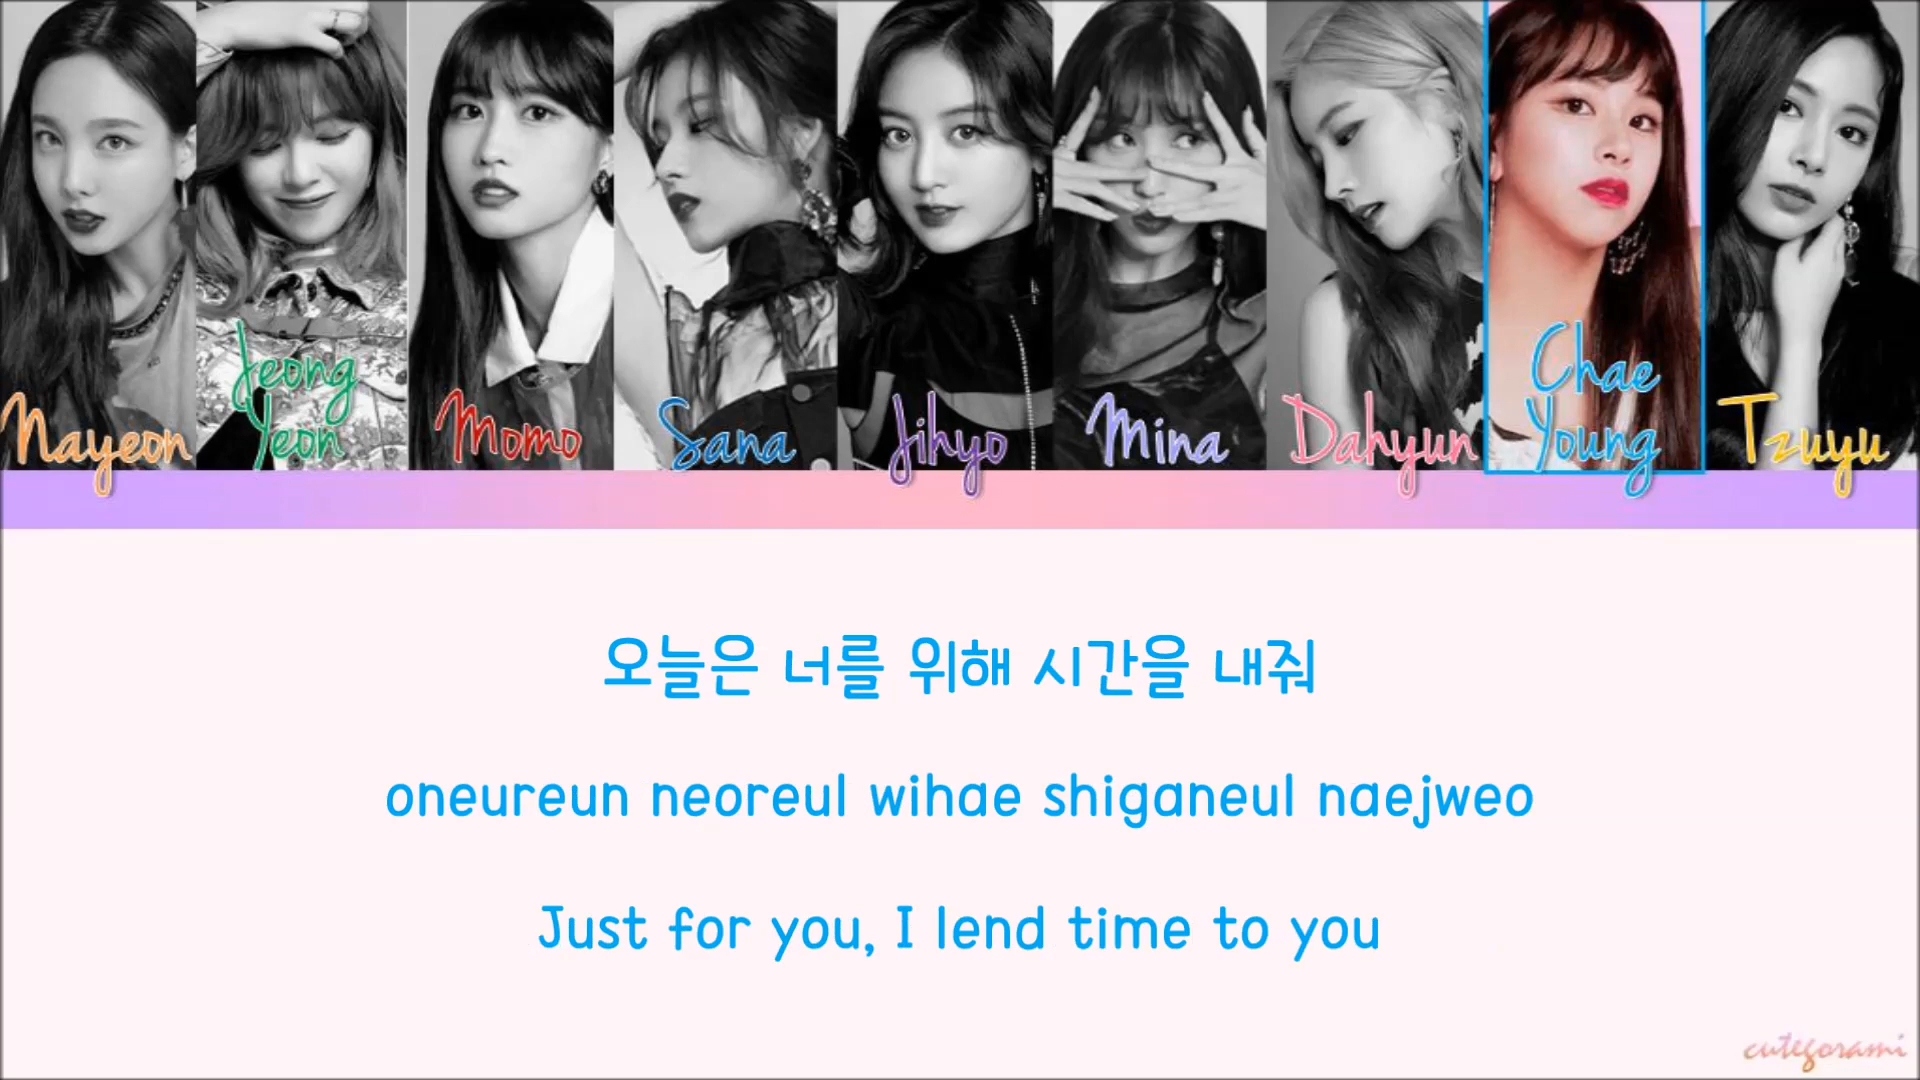 Nayeon
Jeong
Yeon
Momo
Sana
Jihyo
Mina
Dahyun
Chae
Young
Tzuyu
오늘은 너를 위해 시간을 내줘
oneureun neoreul wihae shiganeul naejweo
Just for you, I lend time to you
cutegorami